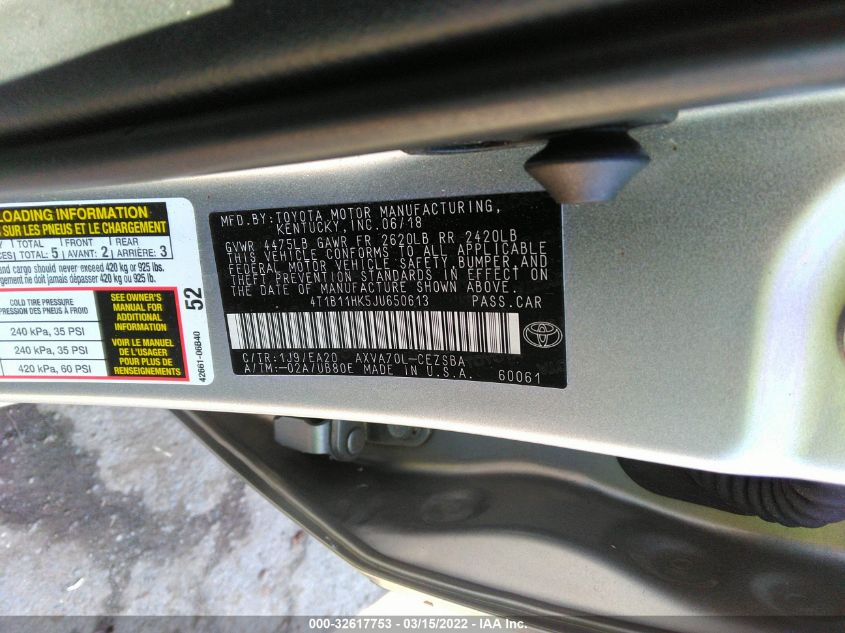 LOADING INFORMATION
SUR LES PNEUS ET LE CHARGEMENT
TOTAL FRONT REAR
TOTAL: 5 AVANT: 2 ARRIÈRE: 3
and cargo should never exceed 420 kg or 925 lbs.
ne doit jamais dépasser 420 kg ou 925 lb.
COLD TIRE PRESSURE
PRESSION DES PNEUS À FROID
240 kPa, 35 PSI
240 kPa, 35 PSI
420 kPa, 60 PSI
SEE OWNER'S
MANUAL FOR
ADDITIONAL
INFORMATION
VOIR LE MANUEL
DE L'USAGER
POUR PLUS DE
RENSEIGNEMENTS
52
42661-06B40
MFD.BY: TOYOTA MOTOR MANUFACTURING,
KENTUCKY, INC. 06/18
GVWR 4475LB GAWR FR 2620LB RR 2420LB
THIS VEHICLE CONFORMS TO ALL APPLICABLE
FEDERAL MOTOR VEHICLE SAFETY, BUMPER, AND
THEFT PREVENTION STANDARDS IN EFFECT ON
THE DATE OF MANUFACTURE SHOWN ABOVE.
4T1B11HK5JU650613 PASS.CAR
C/TR: 1J9/EA20 AXVA70L-CEZSBA
A/TM: -02A/UB80E MADE IN U.S.A. 60061
000-32617753 - 03/15/2022 - IAA Inc.